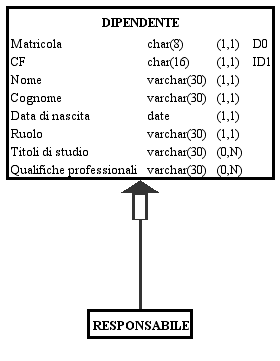 DIPENDENTE
Matricola char(8) (1,1) D0
CF char(16) (1,1) ID1
Nome varchar(30) (1,1)
Cognome varchar(30) (1,1)
Data di nascita date (1,1)
Ruolo varchar(30) (1,1)
Titoli di studio varchar(30) (0,N)
Qualifiche professionali varchar(30) (0,N)
RESPONSABILE